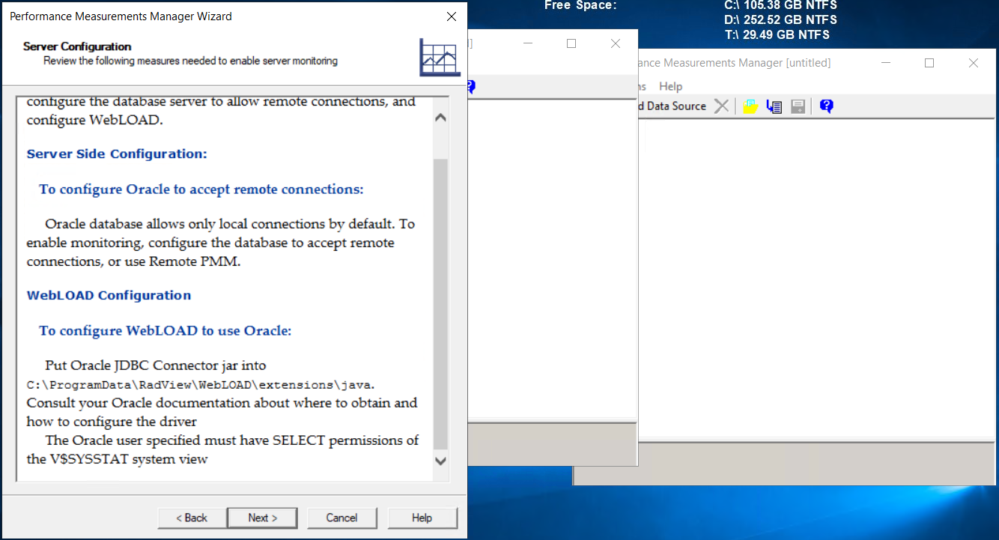 Performance Measurements Manager Wizard
Server Configuration
Review the following measures needed to enable server monitoring
configure the database server to allow remote connections, and
configure WebLOAD.
Server Side Configuration:
To configure Oracle to accept remote connections:
Oracle database allows only local connections by default. To
enable monitoring, configure the database to accept remote
connections, or use Remote PMM.
WebLOAD Configuration
To configure WebLOAD to use Oracle:
Put Oracle JDBC Connector jar into
C:\ProgramData\RadView\WebLOAD\extensions\java.
Consult your Oracle documentation about where to obtain and
how to configure the driver
The Oracle user specified must have SELECT permissions of
the V$SYSSTAT system view
< Back
Next >
Cancel
Help
Free Space:
C:\ 105.38 GB NTFS
D:\ 252.52 GB NTFS
T:\ 29.49 GB NTFS
]
ance Measurements Manager [untitled]
ns Help
d Data Source